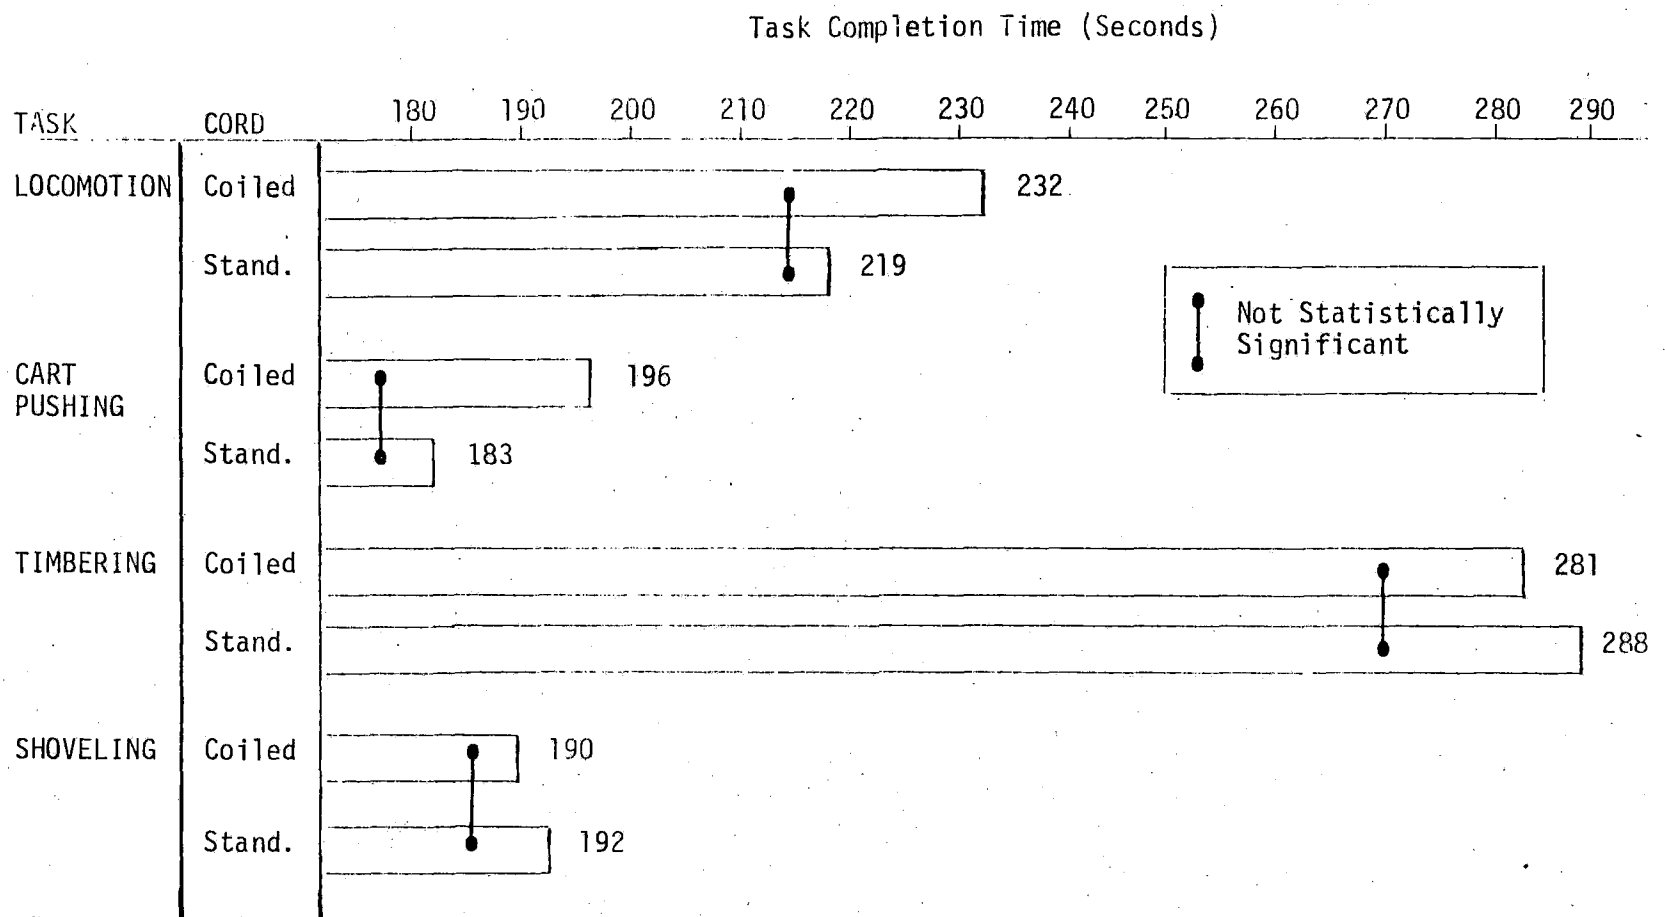 Task Completion Time (Seconds)
TASK CORD 180 190 200 210 220 230 240 250 260 270 280 290
LOCOMOTION Coiled 232
Stand. 219
Not Statistically
Significant
CART Coiled 196
PUSHING
Stand. 183
TIMBERING Coiled 281
Stand. 288
SHOVELING Coiled 190
Stand. 192